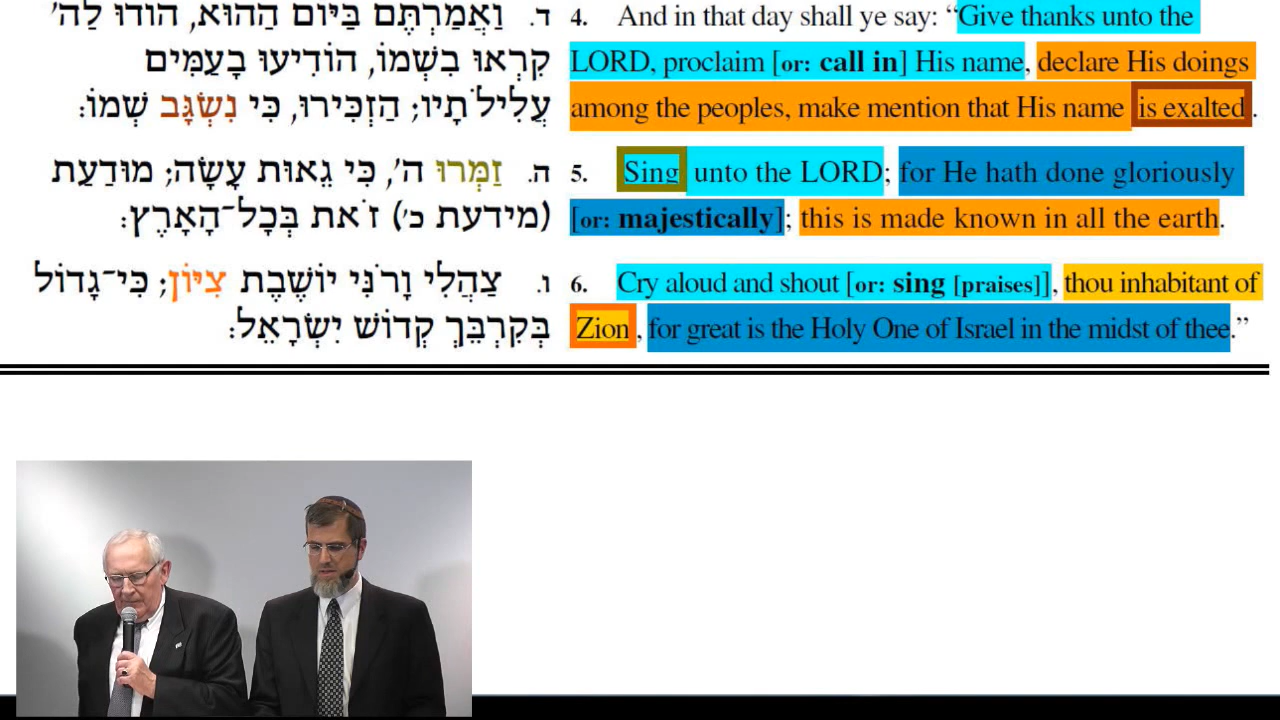 ד. וַאֲמַרְתֶּם בַּיּוֹם הַהוּא, הוֹדוּ לַה'
קִרְאוּ בִשְׁמוֹ, הוֹדִיעוּ בָעַמִּים
עֲלִילֹתָיו; הַזְכִּירוּ, כִּי נִשְׂגָּב שְׁמוֹ:
4. And in that day shall ye say: “Give thanks unto the
LORD, proclaim [or: call in] His name, declare His doings
among the peoples, make mention that His name is exalted.
ה. זַמְּרוּ ה', כִּי גֵאוּת עָשָׂה; מוּדַעַת
(מידעת כ') זֹאת בְּכָל־הָאָרֶץ:
5. Sing unto the LORD; for He hath done gloriously
[or: majestically]; this is made known in all the earth.
ו. צַהֲלִי וָרֹנִּי יוֹשֶׁבֶת צִיּוֹן; כִּי־גָדוֹל
בְּקִרְבֵּךְ קְדוֹשׁ יִשְׂרָאֵל:
6. Cry aloud and shout [or: sing [praises]], thou inhabitant of
Zion, for great is the Holy One of Israel in the midst of thee.”